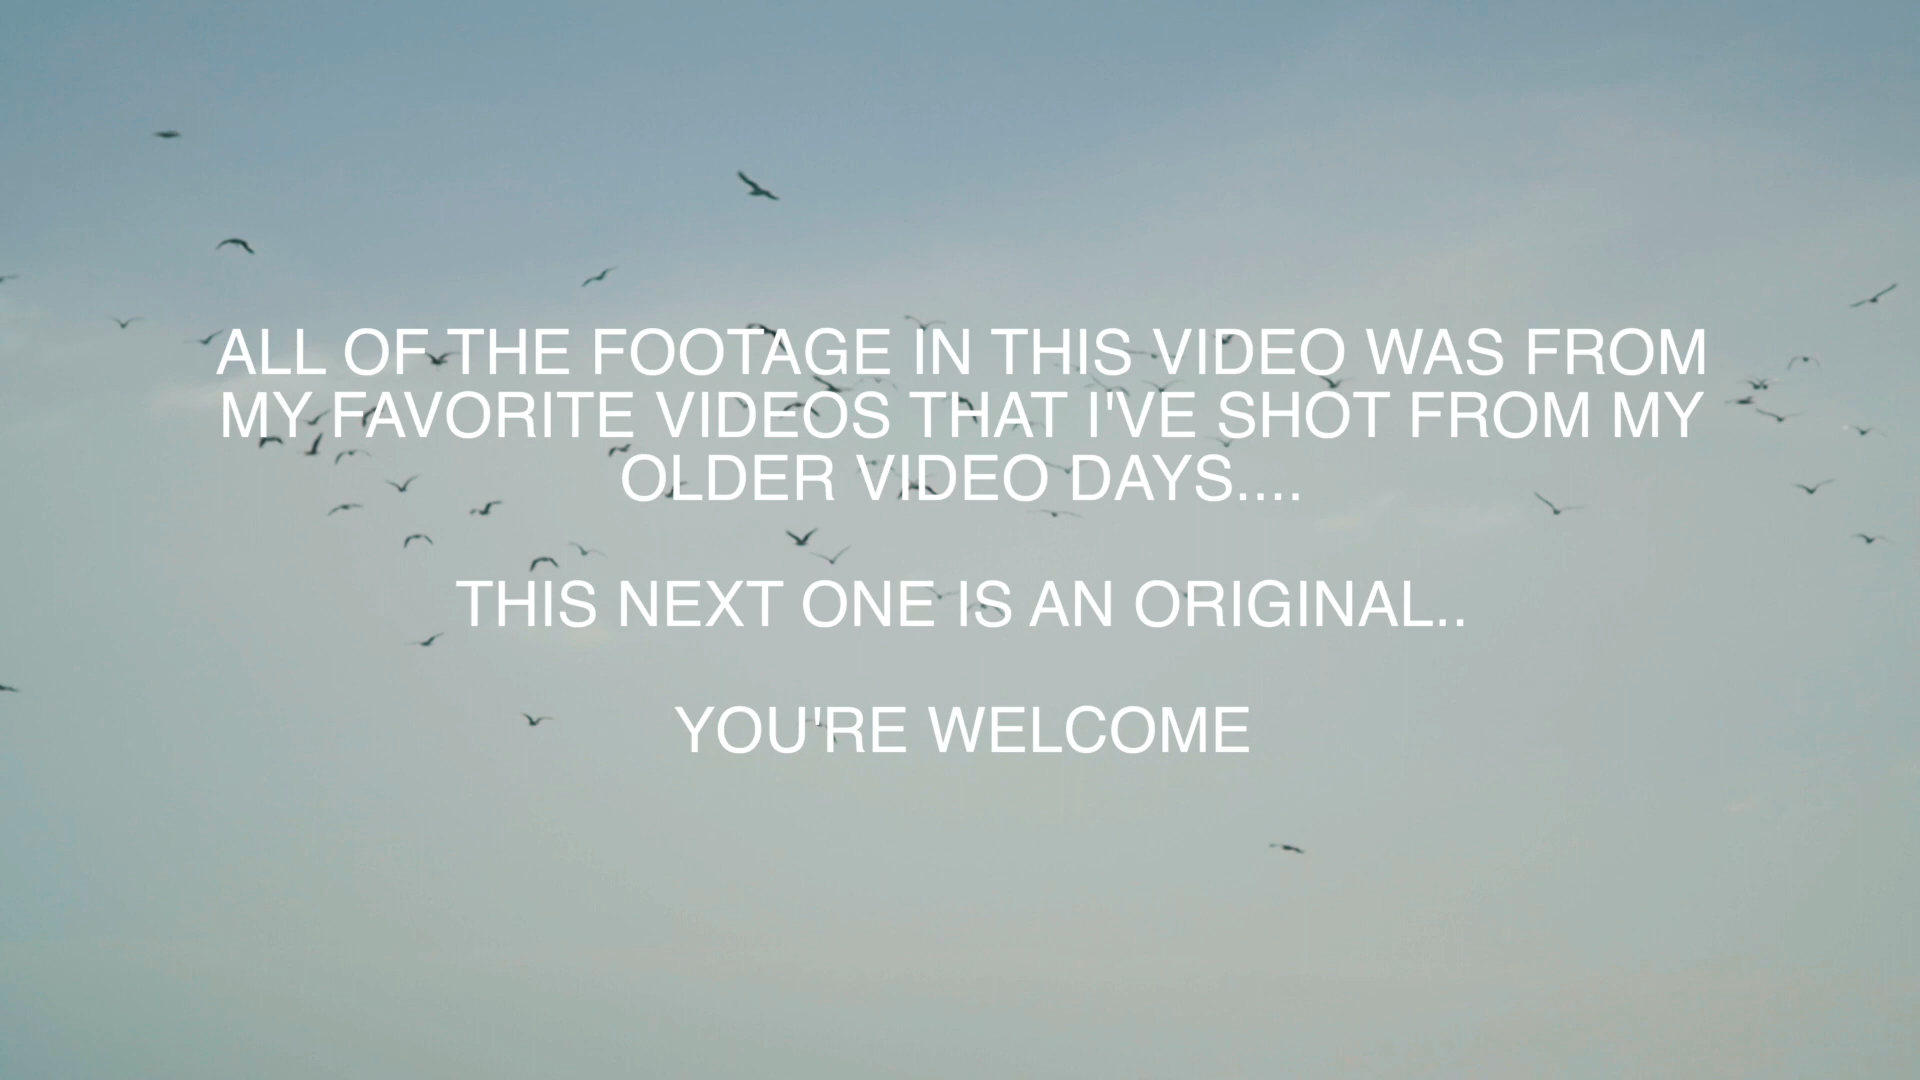 ALL OF THE FOOTAGE IN THIS VIDEO WAS FROM
MY FAVORITE VIDEOS THAT I'VE SHOT FROM MY
OLDER VIDEO DAYS....
THIS NEXT ONE IS AN ORIGINAL..
YOU'RE WELCOME